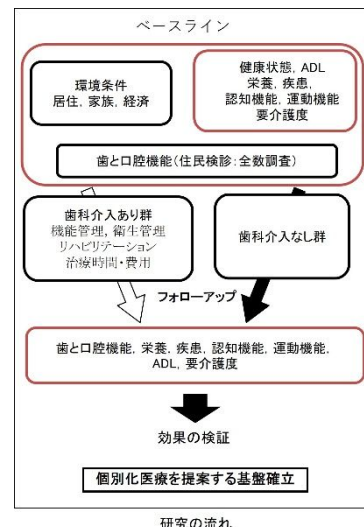 ベースライン
環境条件
居住, 家族, 経済
健康状態, ADL
栄養, 疾患,
認知機能, 運動機能
要介護度
歯と口腔機能(住民検診:全数調査)
歯科介入あり群
機能管理, 衛生管理
リハビリテーション
治療時間・費用
歯科介入なし群
フォローアップ
歯と口腔機能, 栄養, 疾患, 認知機能, 運動機能,
ADL, 要介護度
効果の検証
個別化医療を提案する基盤確立
研究の流れ